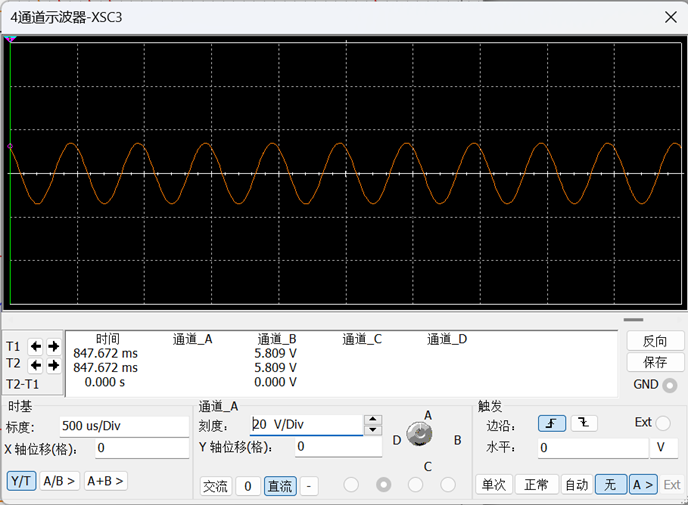 4通道示波器-XSC3
时间 通道_A 通道_B 通道_C 通道_D
T1 847.672 ms 5.809 V
T2 847.672 ms 5.809 V
T2-T1 0.000 s 0.000 V
反向
保存
GND
时基
标度: 500 us/Div
X 轴位移(格): 0
Y/T A/B > A+B >
通道_A
刻度: 20 V/Div
Y 轴位移(格): 0
交流 0 直流 -
A
D B
C
触发
边沿: Ext
水平: 0 V
单次 正常 自动 无 A > Ext